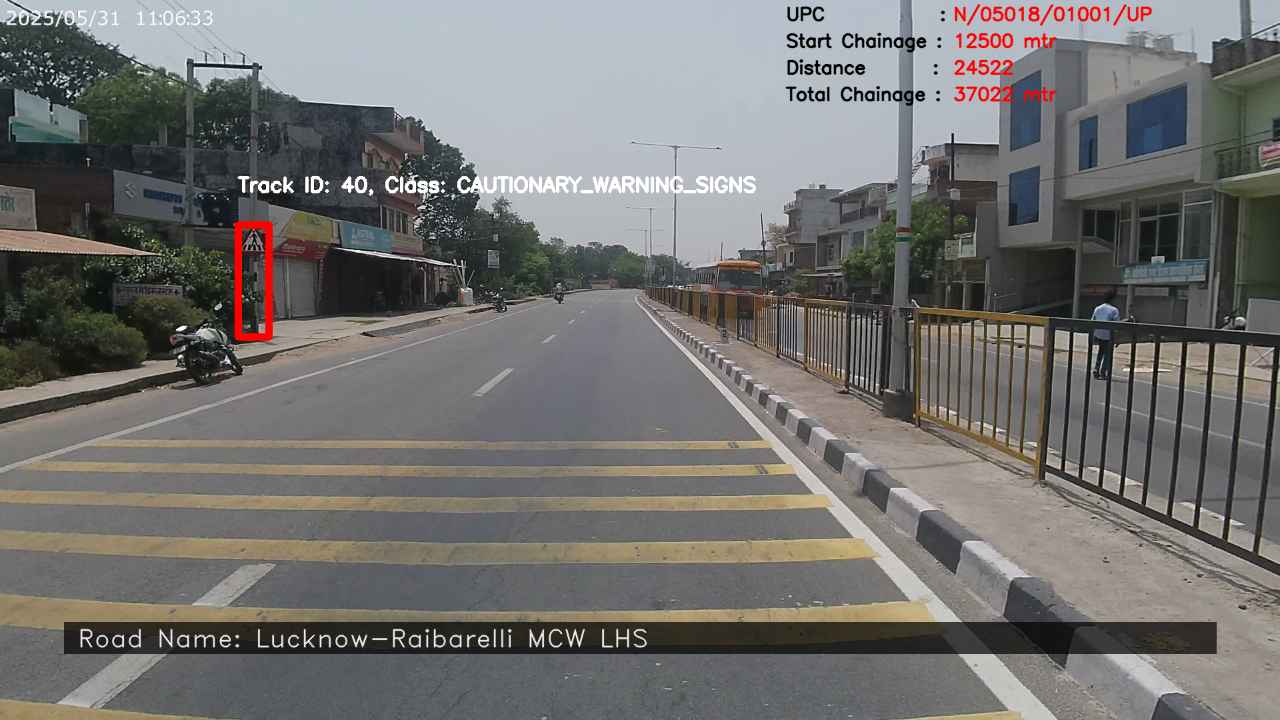 2025/05/31 11:06:33
UPC : N/05018/01001/UP
Start Chainage : 12500 mtr
Distance : 24522
Total Chainage : 37022 mtr
Track ID: 40, Class: CAUTIONARY_WARNING_SIGNS
Road Name: Lucknow-Raibarelli MCW LHS